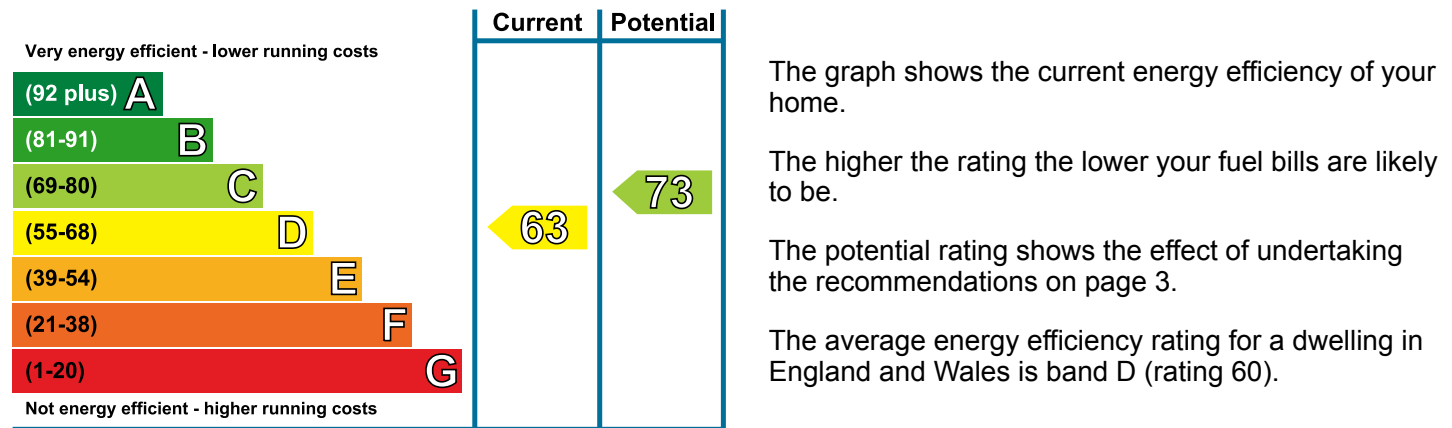 Current Potential
Very energy efficient - lower running costs
(92 plus) A
(81-91) B
(69-80) C
(55-68) D
(39-54) E
(21-38) F
(1-20) G
Not energy efficient - higher running costs
63
73
The graph shows the current energy efficiency of your
home.
The higher the rating the lower your fuel bills are likely
to be.
The potential rating shows the effect of undertaking
the recommendations on page 3.
The average energy efficiency rating for a dwelling in
England and Wales is band D (rating 60).